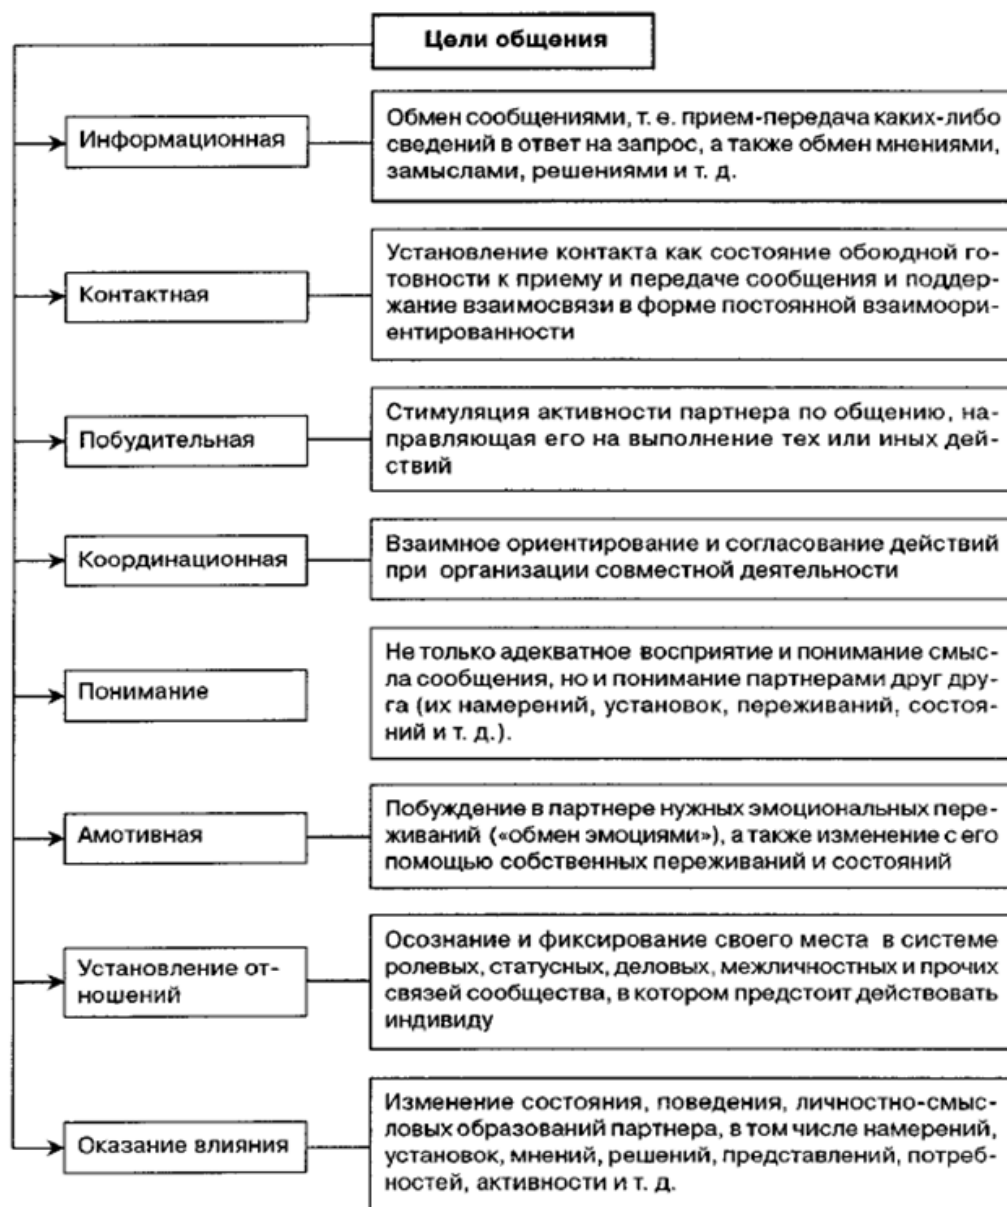 Цели общения
Информационная
Обмен сообщениями, т. е. прием-передача каких-либо
сведений в ответ на запрос, а также обмен мнениями,
замыслами, решениями и т. д.
Контактная
Установление контакта как состояние обоюдной го-
товности к приему и передаче сообщения и поддер-
жание взаимосвязи в форме постоянной взаимоори-
ентированности
Побудительная
Стимуляция активности партнера по общению, на-
правляющая его на выполнение тех или иных дей-
ствий
Координационная
Взаимное ориентирование и согласование действий
при организации совместной деятельности
Понимание
Не только адекватное восприятие и понимание смыс-
ла сообщения, но и понимание партнерами друг дру-
га (их намерений, установок, переживаний, состоя-
ний и т. д.).
Амотивная
Побуждение в партнере нужных эмоциональных пере-
живаний («обмен эмоциями»), а также изменение с его
помощью собственных переживаний и состояний
Установление от-
ношений
Осознание и фиксирование своего места в системе
ролевых, статусных, деловых, межличностных и прочих
связей сообщества, в котором предстоит действовать
индивиду
Оказание влияния
Изменение состояния, поведения, личностно-смыс-
ловых образований партнера, в том числе намерений,
установок, мнений, решений, представлений, потреб-
ностей, активности и т. д.